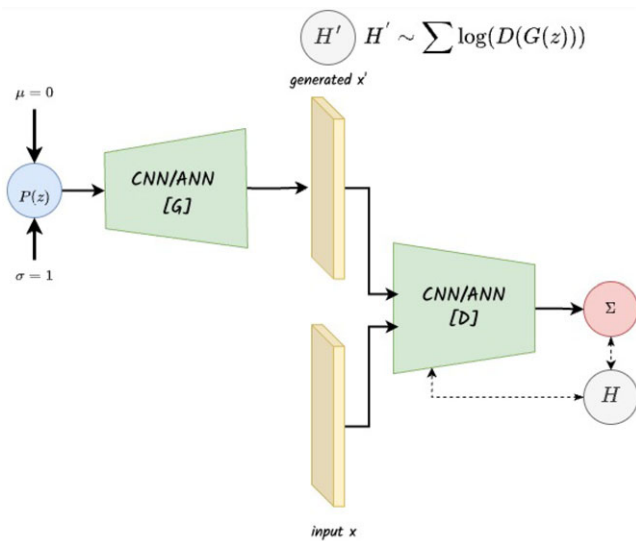 H′ H′ ∼ ∑ log(D(G(z)))
generated x'
μ = 0
P(z)
σ = 1
CNN/ANN
[G]
CNN/ANN
[D]
Σ
H
input x